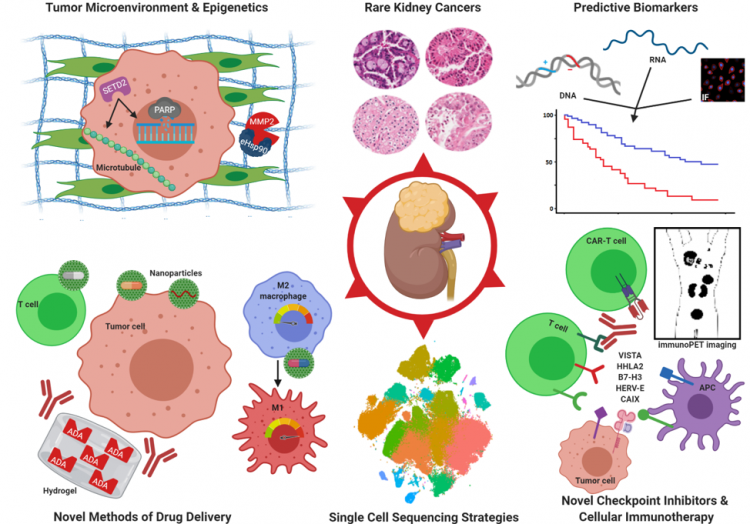 Tumor Microenvironment & Epigenetics
SETD2
PARP
MMP2
eHsp90
Microtubule
Rare Kidney Cancers
Predictive Biomarkers
RNA
+
−
IF
DNA
100
50
0
Nanoparticles
T cell
Tumor cell
M2
macrophage
M1
ADA
ADA
ADA
ADA
ADA
Hydrogel
Novel Methods of Drug Delivery
Single Cell Sequencing Strategies
CAR-T cell
immunoPET imaging
T cell
VISTA
HHLA2
B7-H3
HERV-E
CAIX
APC
Tumor cell
Novel Checkpoint Inhibitors &
Cellular Immunotherapy